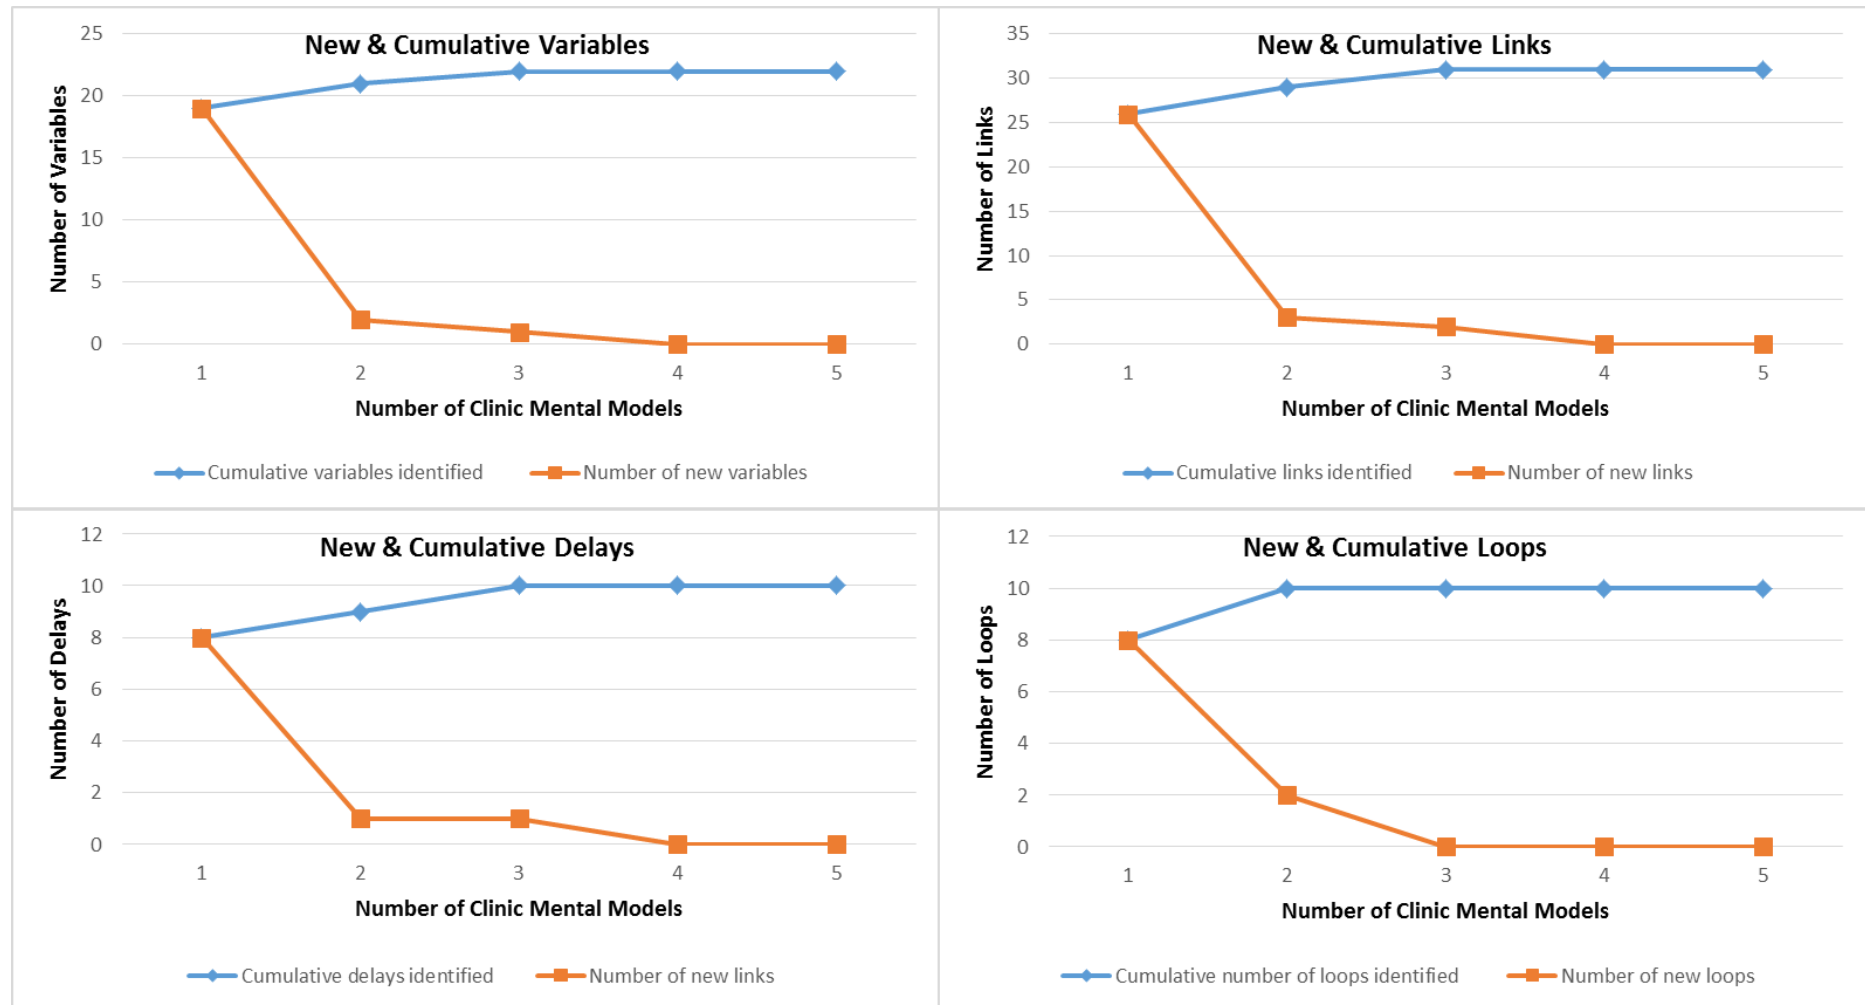 New & Cumulative Variables
Number of Variables
25
20
15
10
5
0
1 2 3 4 5
Number of Clinic Mental Models
Cumulative variables identified Number of new variables
New & Cumulative Links
Number of Links
35
30
25
20
15
10
5
0
1 2 3 4 5
Number of Clinic Mental Models
Cumulative links identified Number of new links
New & Cumulative Delays
Number of Delays
12
10
8
6
4
2
0
1 2 3 4 5
Number of Clinic Mental Models
Cumulative delays identified Number of new links
New & Cumulative Loops
Number of Loops
12
10
8
6
4
2
0
1 2 3 4 5
Number of Clinic Mental Models
Cumulative number of loops identified Number of new loops